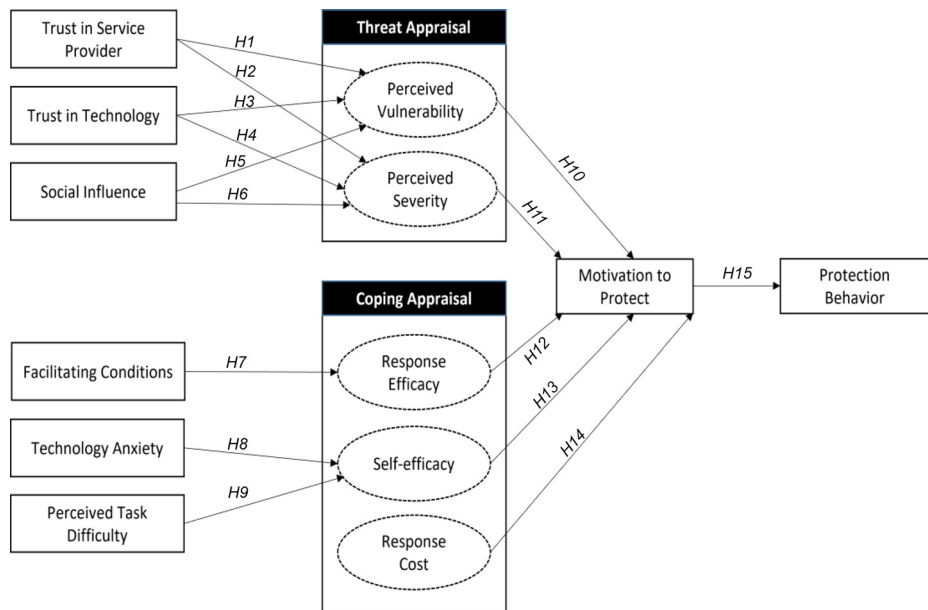 Trust in Service
Provider
Trust in Technology
Social Influence
H1
H2
H3
H4
H5
H6
Threat Appraisal
Perceived
Vulnerability
Perceived
Severity
H10
H11
Motivation to
Protect
H15
Protection
Behavior
Facilitating Conditions
Technology Anxiety
Perceived Task
Difficulty
H7
H8
H9
Coping Appraisal
Response
Efficacy
Self-efficacy
Response
Cost
H12
H13
H14